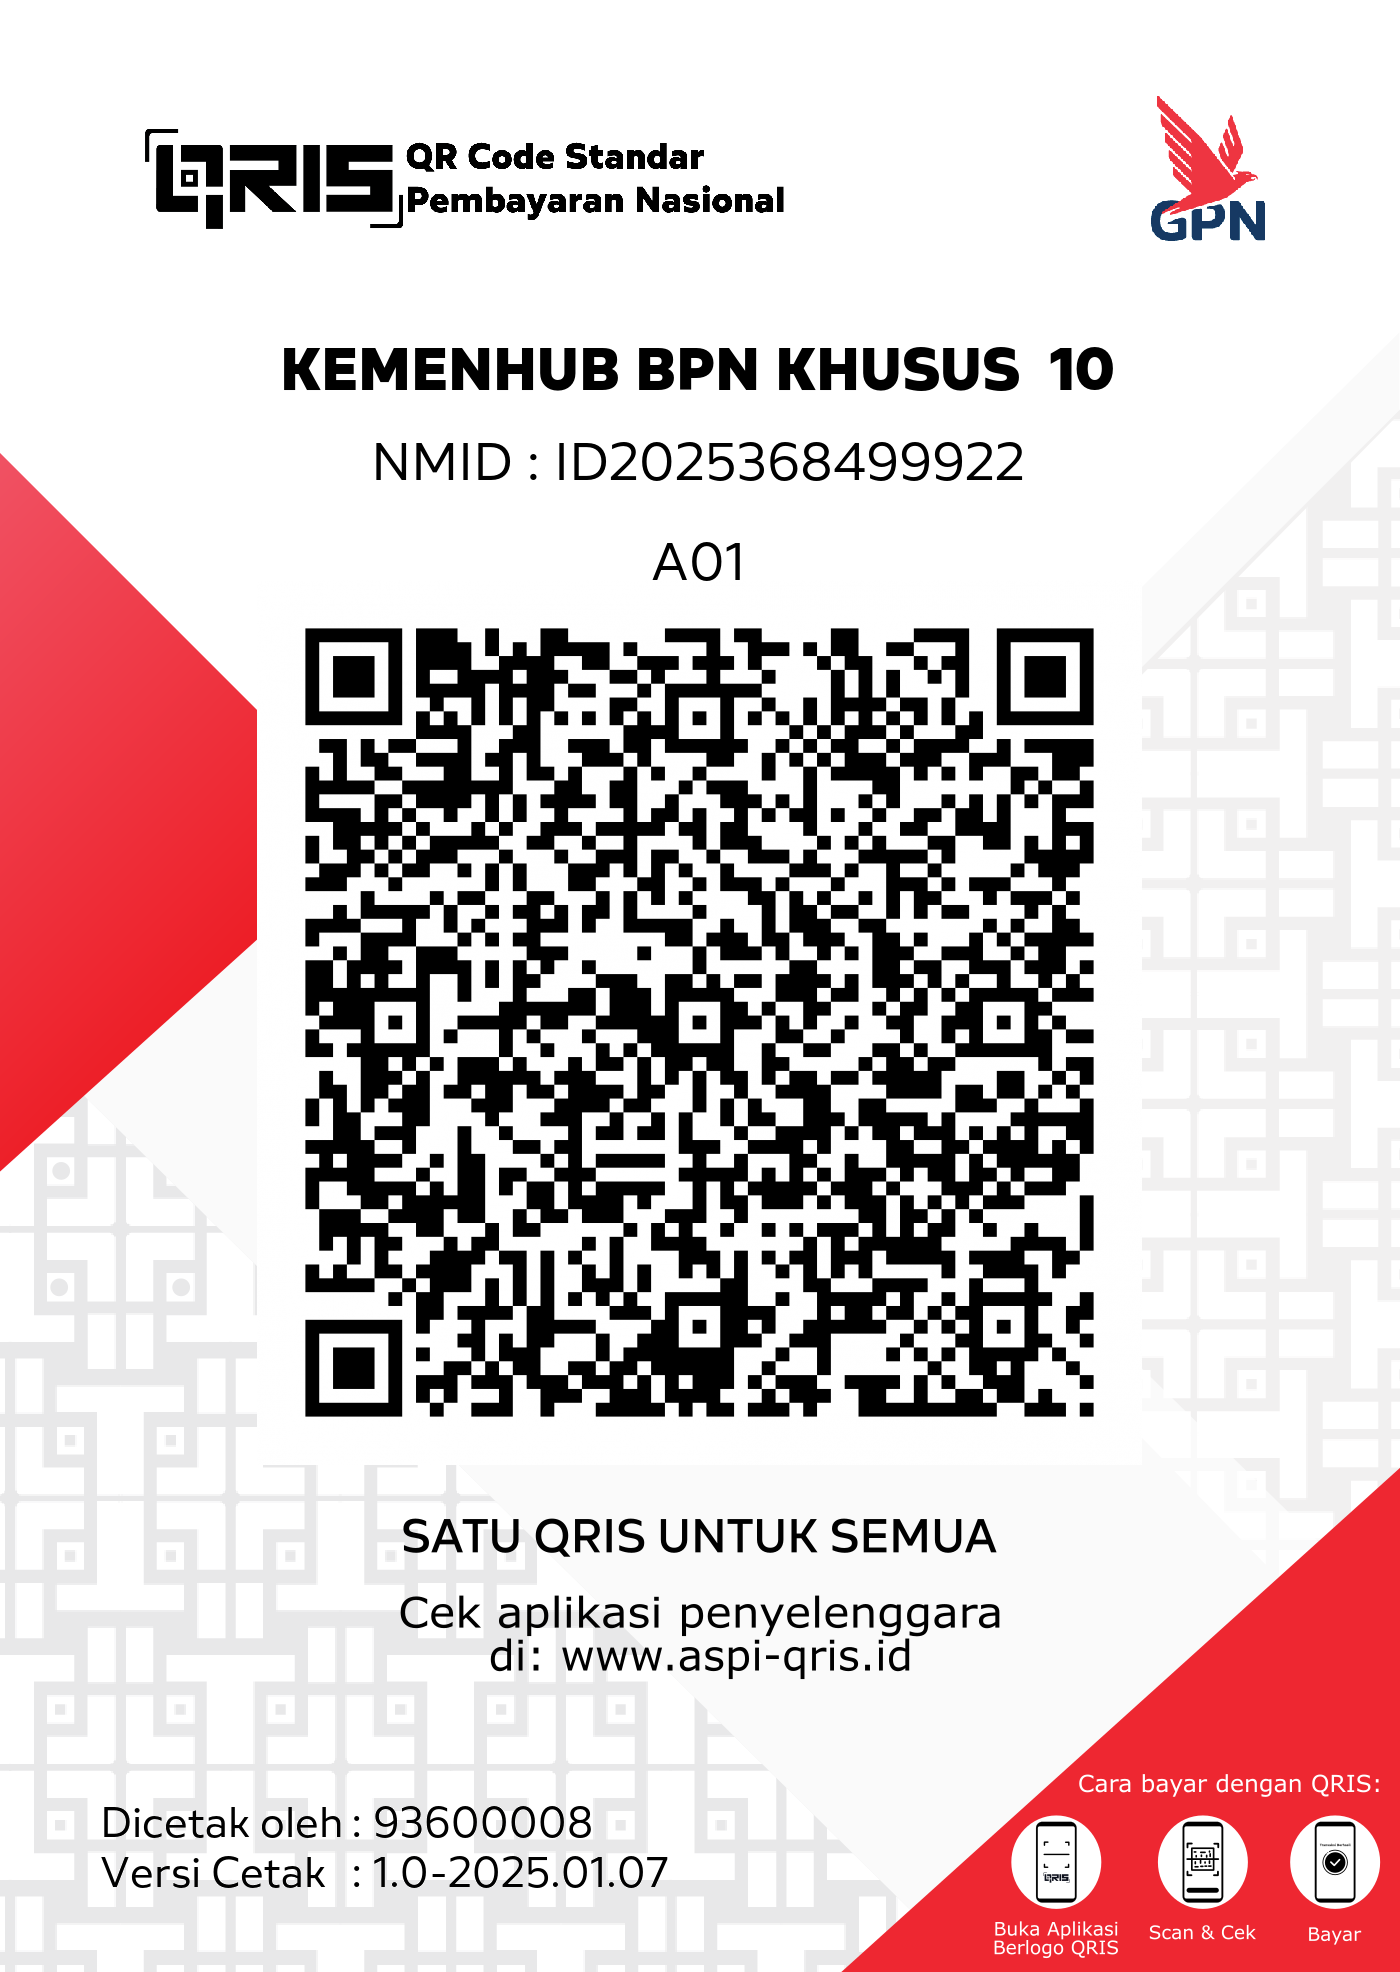 QRIS QR Code Standar
Pembayaran Nasional
GPN
KEMENHUB BPN KHUSUS  10
NMID : ID2025368499922
A01
SATU QRIS UNTUK SEMUA
Cek aplikasi penyelenggara
di: www.aspi-qris.id
Dicetak oleh : 93600008
Versi Cetak : 1.0-2025.01.07
Cara bayar dengan QRIS:
QRIS
Buka Aplikasi
Berlogo QRIS
Scan & Cek
Bayar